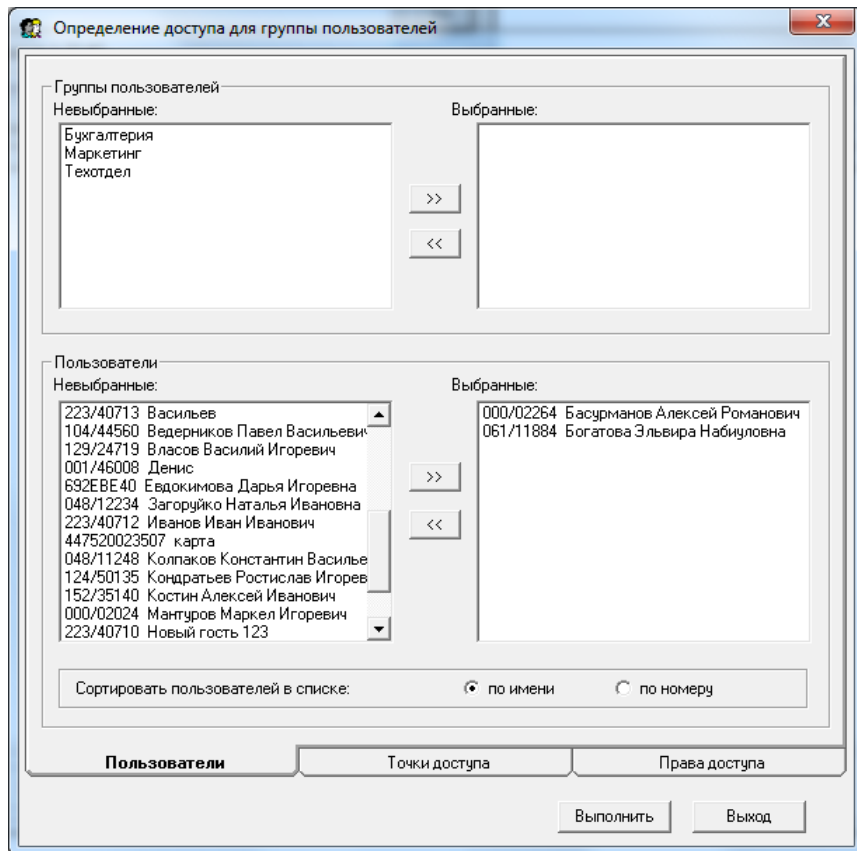 Определение доступа для группы пользователей
Группы пользователей
Невыбранные:
Выбранные:
Бухгалтерия
Маркетинг
Техотдел
>>
<<
Пользователи
Невыбранные:
Выбранные:
223/40713 Васильев
104/44560 Ведерников Павел Васильевич
129/24719 Власов Василий Игоревич
001/46008 Денис
692EBE40 Евдокимова Дарья Игоревна
048/12234 Загоруйко Наталья Ивановна
223/40712 Иванов Иван Иванович
447520023507 карта
048/11248 Колпаков Константин Василье
124/50135 Кондратьев Ростислав Игорев
152/35140 Костин Алексей Иванович
000/02024 Мантуров Маркел Игоревич
223/40710 Новый гость 123
>>
<<
000/02264 Басурманов Алексей Романович
061/11884 Богатова Эльвира Набиуловна
Сортировать пользователей в списке:
по имени
по номеру
Пользователи
Точки доступа
Права доступа
Выполнить
Выход